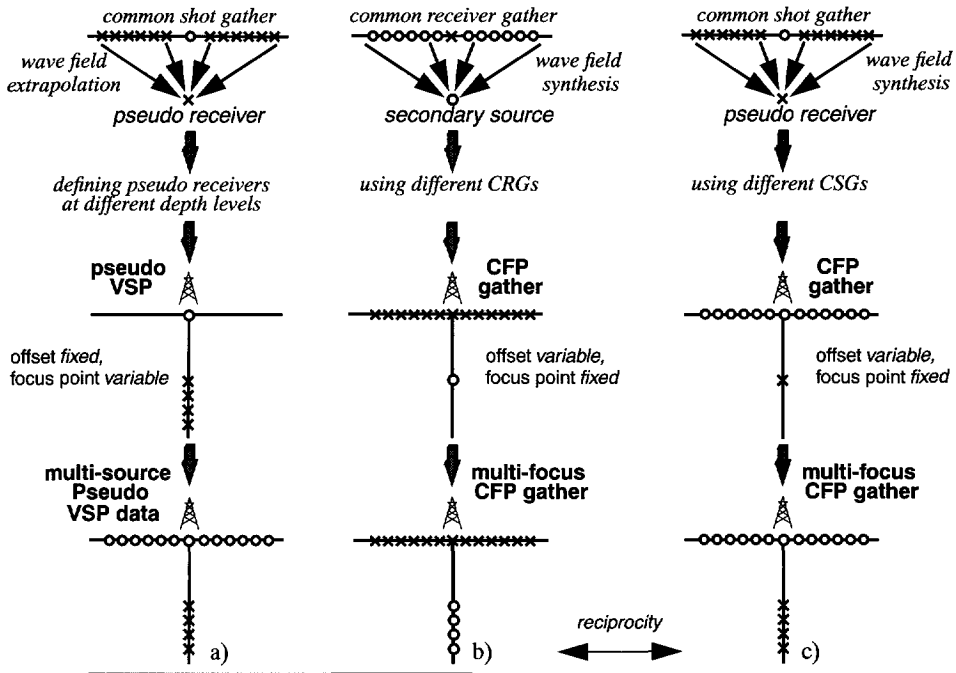 common shot gather
wave field
extrapolation
pseudo receiver
defining pseudo receivers
at different depth levels
pseudo
VSP
offset fixed,
focus point variable
multi-source
Pseudo
VSP data
a)
common receiver gather
wave field
synthesis
secondary source
using different CRGs
CFP
gather
offset variable,
focus point fixed
multi-focus
CFP gather
b)
reciprocity
common shot gather
wave field
synthesis
pseudo receiver
using different CSGs
CFP
gather
offset variable,
focus point fixed
multi-focus
CFP gather
c)